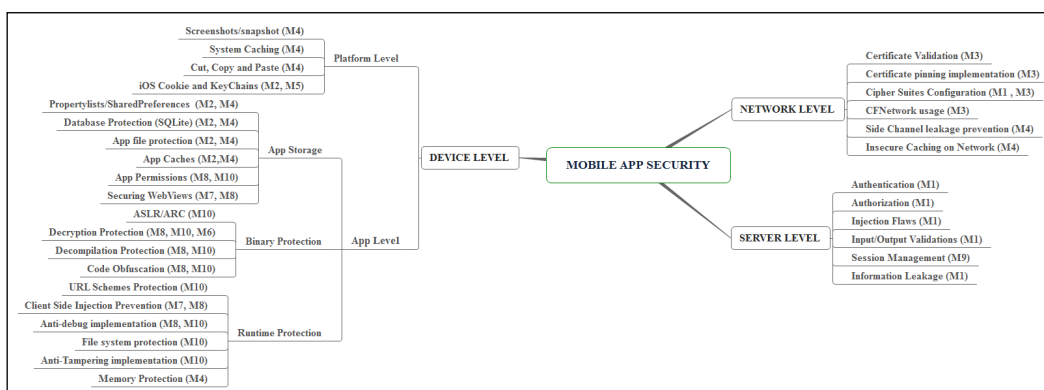 Screenshots/snapshot (M4)
System Caching (M4)
Cut, Copy and Paste (M4)
iOS Cookie and KeyChains (M2, M5)
Platform Level
Propertylists/SharedPreferences (M2, M4)
Database Protection (SQLite) (M2, M4)
App file protection (M2, M4)
App Caches (M2,M4)
App Permissions (M8, M10)
Securing WebViews (M7, M8)
App Storage
ASLR/ARC (M10)
Decryption Protection (M8, M10, M6)
Decompilation Protection (M8, M10)
Code Obfuscation (M8, M10)
Binary Protection
URL Schemes Protection (M10)
Client Side Injection Prevention (M7, M8)
Anti-debug implementation (M8, M10)
File system protection (M10)
Anti-Tampering implementation (M10)
Memory Protection (M4)
Runtime Protection
App Level
DEVICE LEVEL
MOBILE APP SECURITY
NETWORK LEVEL
Certificate Validation (M3)
Certificate pinning implementation (M3)
Cipher Suites Configuration (M1 , M3)
CFNetwork usage (M3)
Side Channel leakage prevention (M4)
Insecure Caching on Network (M4)
SERVER LEVEL
Authentication (M1)
Authorization (M1)
Injection Flaws (M1)
Input/Output Validations (M1)
Session Management (M9)
Information Leakage (M1)